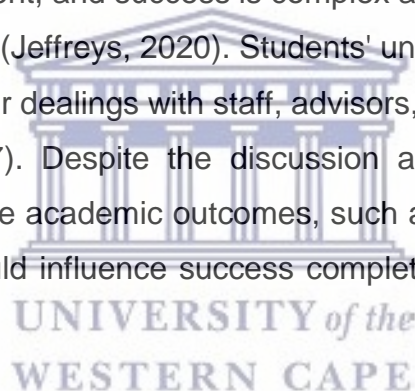 ent, and success is complex a
(Jeffreys, 2020). Students' un
r dealings with staff, advisors,
). Despite the discussion a
e academic outcomes, such a
uld influence success complet
UNIVERSITY of the
WESTERN CAPE